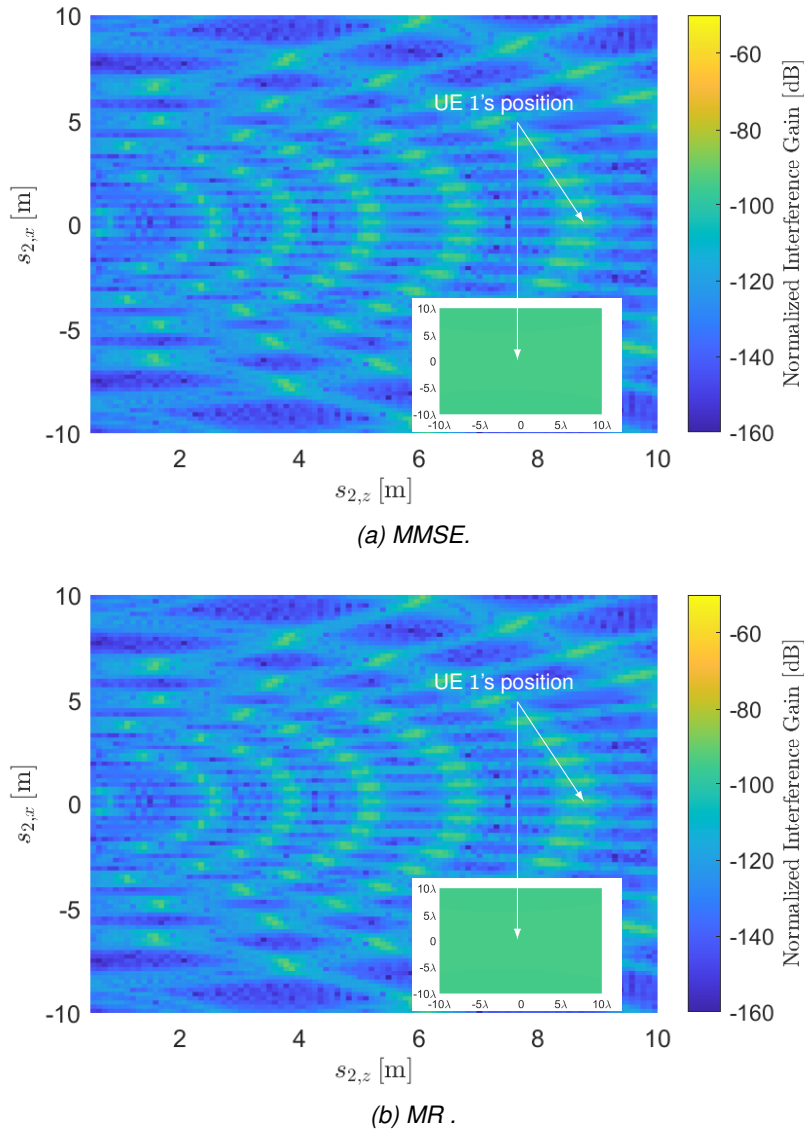 10
5
0
-5
-10
s₂,ₓ [m]
UE 1's position
10λ
5λ
0
-5λ
-10λ
-10λ -5λ 0 5λ 10λ
2 4 6 8 10
s₂,z [m]
-60
-80
-100
-120
-140
-160
Normalized Interference Gain [dB]
(a) MMSE.
10
5
0
-5
-10
s₂,ₓ [m]
UE 1's position
10λ
5λ
0
-5λ
-10λ
-10λ -5λ 0 5λ 10λ
2 4 6 8 10
s₂,z [m]
-60
-80
-100
-120
-140
-160
Normalized Interference Gain [dB]
(b) MR .